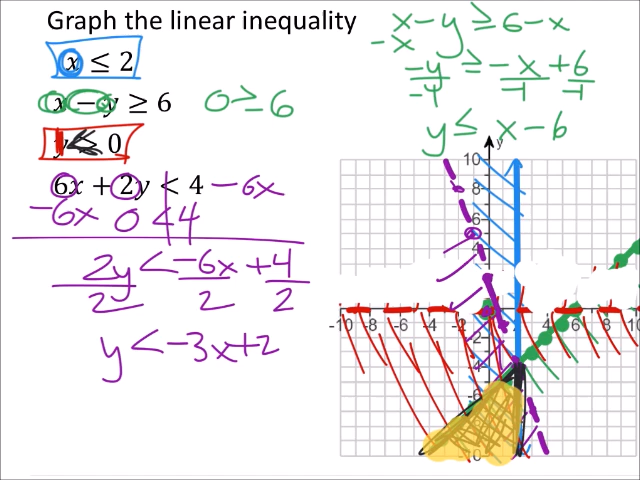 Graph the linear inequality
x ≤ 2
x − y ≥ 6 0 ≥ 6
y < 0
6x + 2y < 4 −6x
−6x 0 < 4
2y < −6x + 4
2 2 2
y < −3x+2
x − y ≥ 6 − x
−x
−y ≥ −x + 6
−1 −1 −1
y ≤ x − 6
y
10
8
6
4
2
-10 -8 -6 -4 -2 4 6 8 10
-2
-4
-6